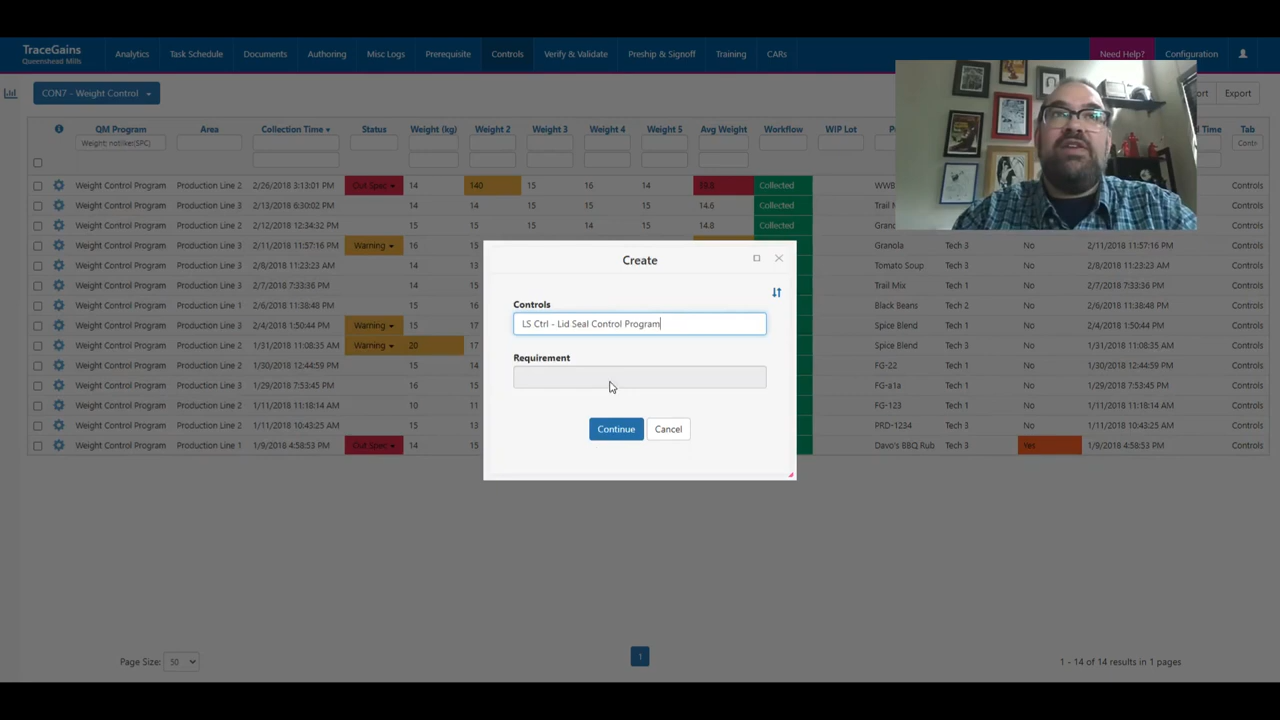 TraceGains
Queenshead Mills
Analytics Task Schedule Documents Authoring Misc Logs Prerequisite Controls Verify & Validate Preship & Signoff Training CARs Need Help? Configuration
CON7 - Weight Control Export
QM Program Area Collection Time Status Weight (kg) Weight 2 Weight 3 Weight 4 Weight 5 Avg Weight Workflow WIP Lot Time Tab
Weight: notlike(SPC)
Weight Control Program Production Line 2 2/26/2018 3:13:01 PM Out Spec 14 140 15 16 14 Collected WWB
Weight Control Program Production Line 3 2/13/2018 6:30:02 PM 14 14 15 15 15 14.6 Collected Trail M
Weight Control Program Production Line 2 2/12/2018 12:34:32 PM 15 15 15 14 15 14.8 Collected Grano
Weight Control Program Production Line 3 2/11/2018 11:57:16 PM Warning 16 15 Granola Tech 3 No 2/11/2018 11:57:16 PM Controls
Weight Control Program Production Line 3 2/8/2018 11:23:23 AM 14 13 Tomato Soup Tech 3 No 2/8/2018 11:23:23 AM Controls
Weight Control Program Production Line 2 2/7/2018 7:33:36 PM 14 15 Trail Mix Tech 3 No 2/7/2018 7:33:36 PM Controls
Weight Control Program Production Line 1 2/6/2018 11:38:48 PM 15 16 Black Beans Tech 2 No 2/6/2018 11:38:48 PM Controls
Weight Control Program Production Line 3 2/4/2018 1:50:44 PM Warning 15 17 Spice Blend Tech 1 No 2/4/2018 1:50:44 PM Controls
Weight Control Program Production Line 2 1/31/2018 11:08:35 AM Warning 20 17 Spice Blend Tech 3 No 1/31/2018 11:08:35 AM Controls
Weight Control Program Production Line 2 1/30/2018 12:44:59 PM 15 14 FG-22 Tech 1 No 1/30/2018 12:44:59 PM Controls
Weight Control Program Production Line 3 1/29/2018 7:53:45 PM 16 15 FG-a1a Tech 1 No 1/29/2018 7:53:45 PM Controls
Weight Control Program Production Line 2 1/11/2018 11:18:14 AM 10 11 FG-123 Tech 1 No 1/11/2018 11:18:14 AM Controls
Weight Control Program Production Line 2 1/11/2018 10:43:25 AM 15 13 PRD-1234 Tech 3 No 1/11/2018 10:43:25 AM Controls
Weight Control Program Production Line 1 1/9/2018 4:58:53 PM Out Spec 14 15 Davo's BBQ Rub Tech 3 Yes 1/9/2018 4:58:53 PM Controls
Create
Controls
LS Ctrl - Lid Seal Control Program
Requirement
Continue Cancel
Page Size: 50 1 1 - 14 of 14 results in 1 pages